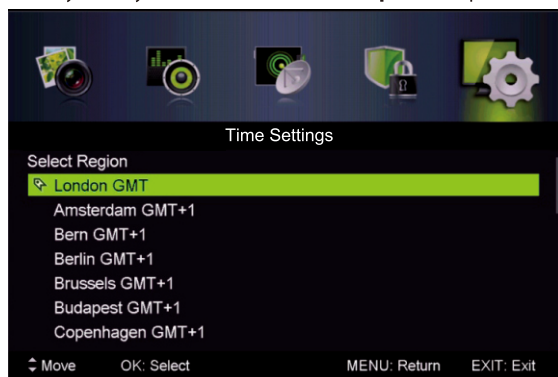 Time Settings
Select Region
London GMT
Amsterdam GMT+1
Bern GMT+1
Berlin GMT+1
Brussels GMT+1
Budapest GMT+1
Copenhagen GMT+1
Move OK: Select MENU: Return EXIT: Exit